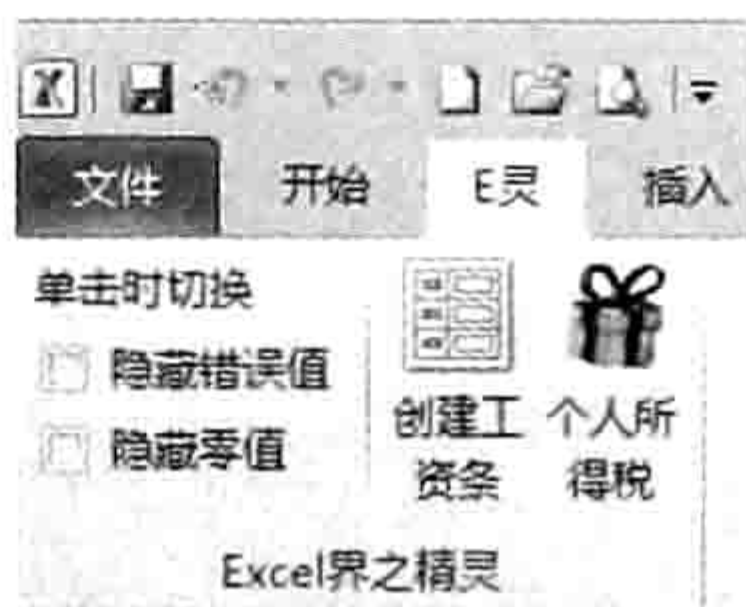 文件 开始 E灵 插入
单击时切换
隐藏错误值
隐藏零值
创建工
资条
个人所
得税
Excel界之精灵